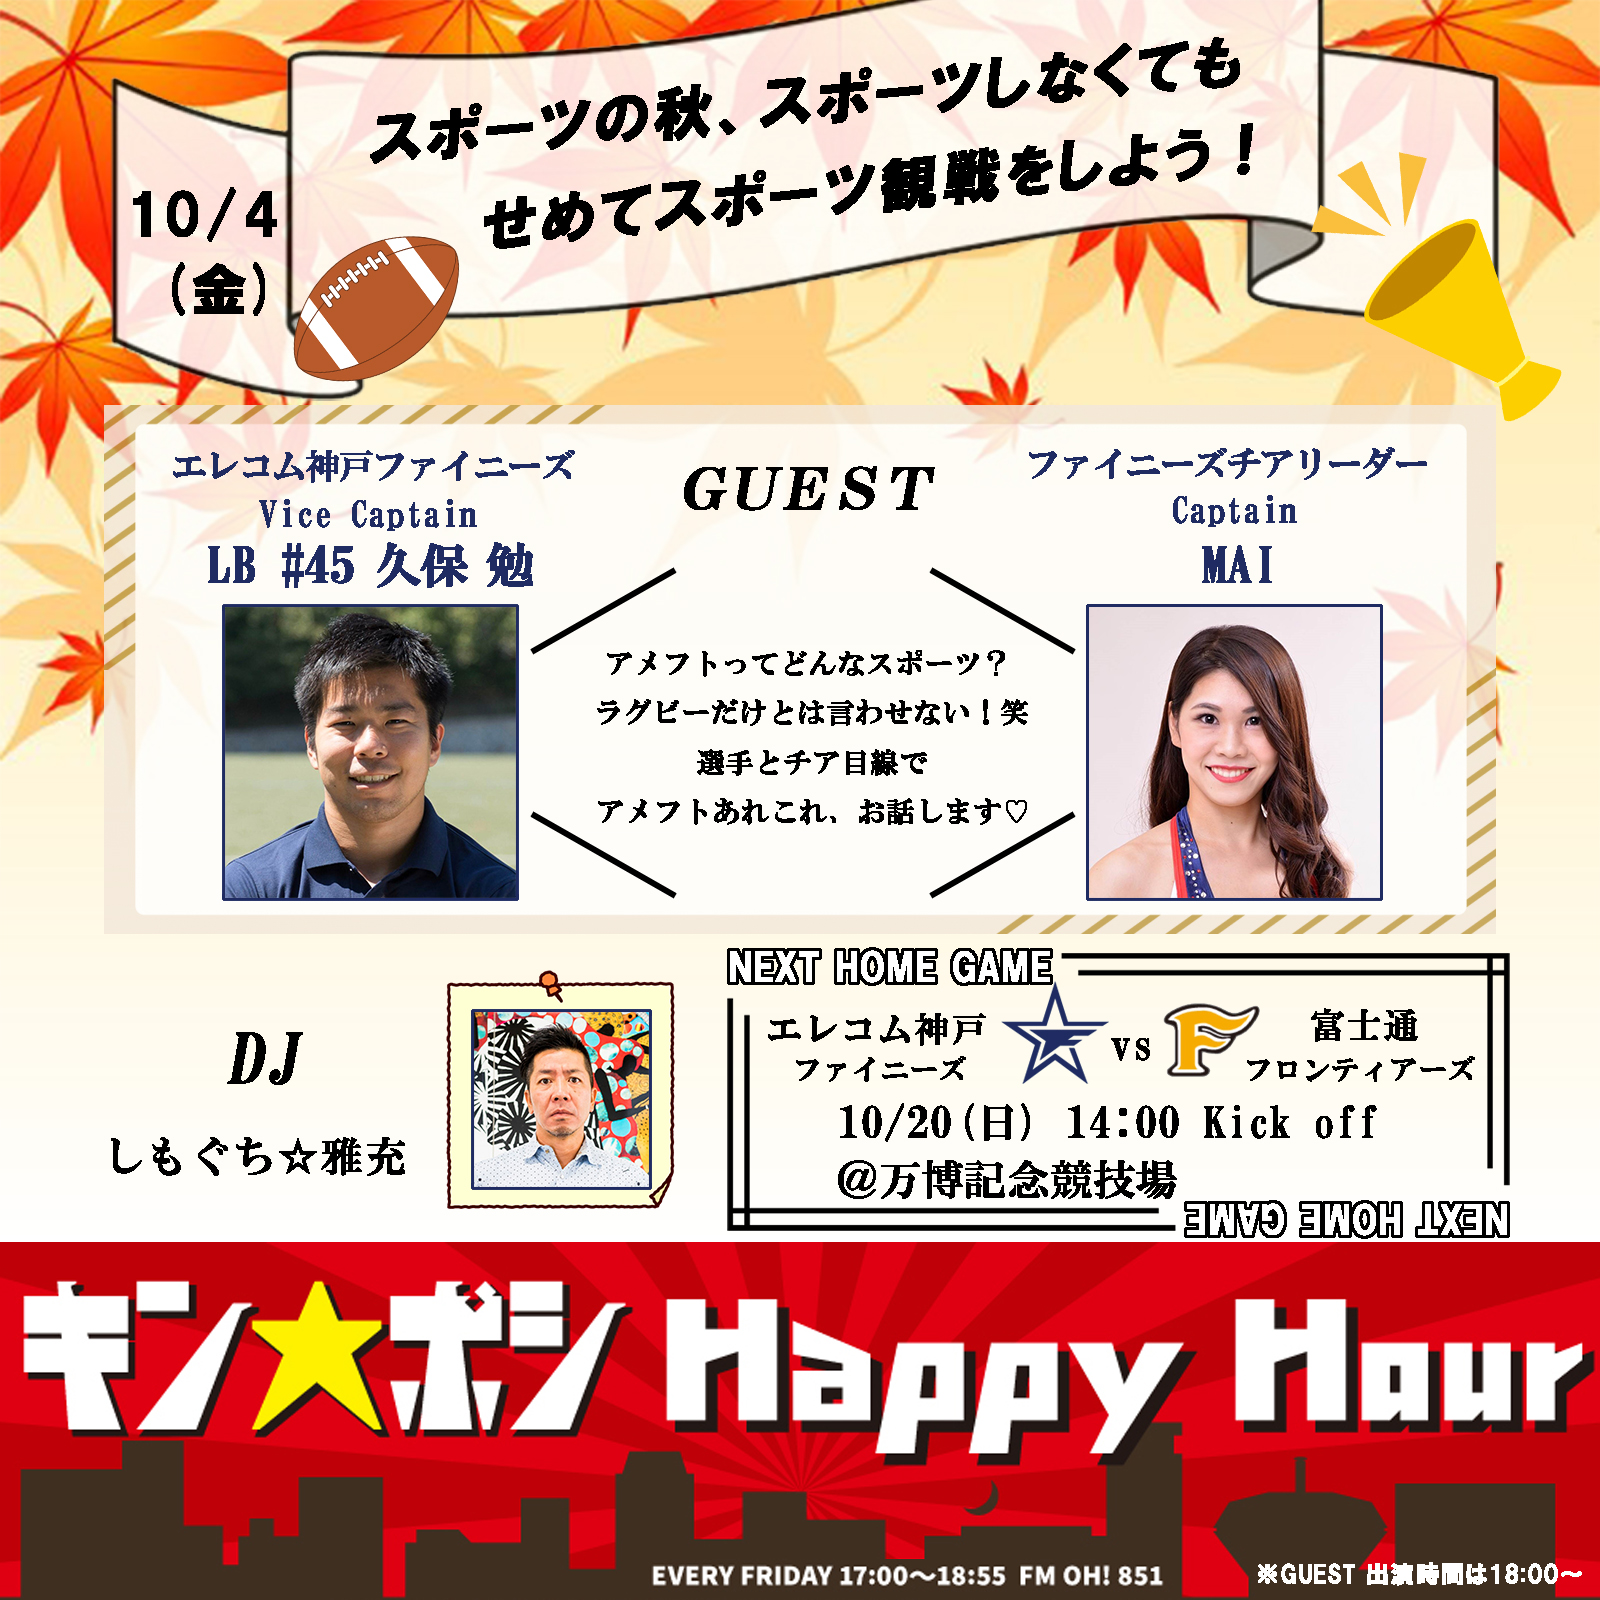 スポーツの秋、スポーツしなくても
せめてスポーツ観戦をしよう！
10/4
(金)
エレコム神戸ファイニーズ
Vice Captain
LB #45 久保 勉
GUEST
ファイニーズチアリーダー
Captain
MAI
アメフトってどんなスポーツ？
ラグビーだけとは言わせない！笑
選手とチア目線で
アメフトあれこれ、お話します♡
DJ
しもぐち☆雅充
NEXT HOME GAME
エレコム神戸
ファイニーズ
vs
F
富士通
フロンティアーズ
10/20(日) 14:00 Kick off
@万博記念競技場
NEXT HOME GAME
キン★ボシ Happy Hour
EVERY FRIDAY 17:00〜18:55 FM OH! 851
※GUEST 出演時間は18:00〜